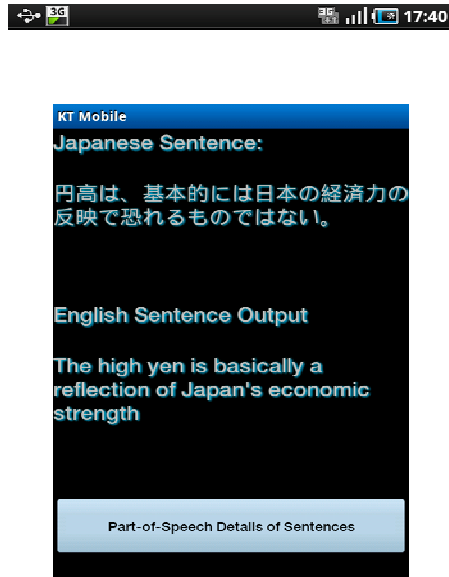 3G 17:40
KT Mobile
Japanese Sentence:
円高は、基本的には日本の経済力の
反映で恐れるものではない。
English Sentence Output
The high yen is basically a
reflection of Japan's economic
strength
Part-of-Speech Details of Sentences